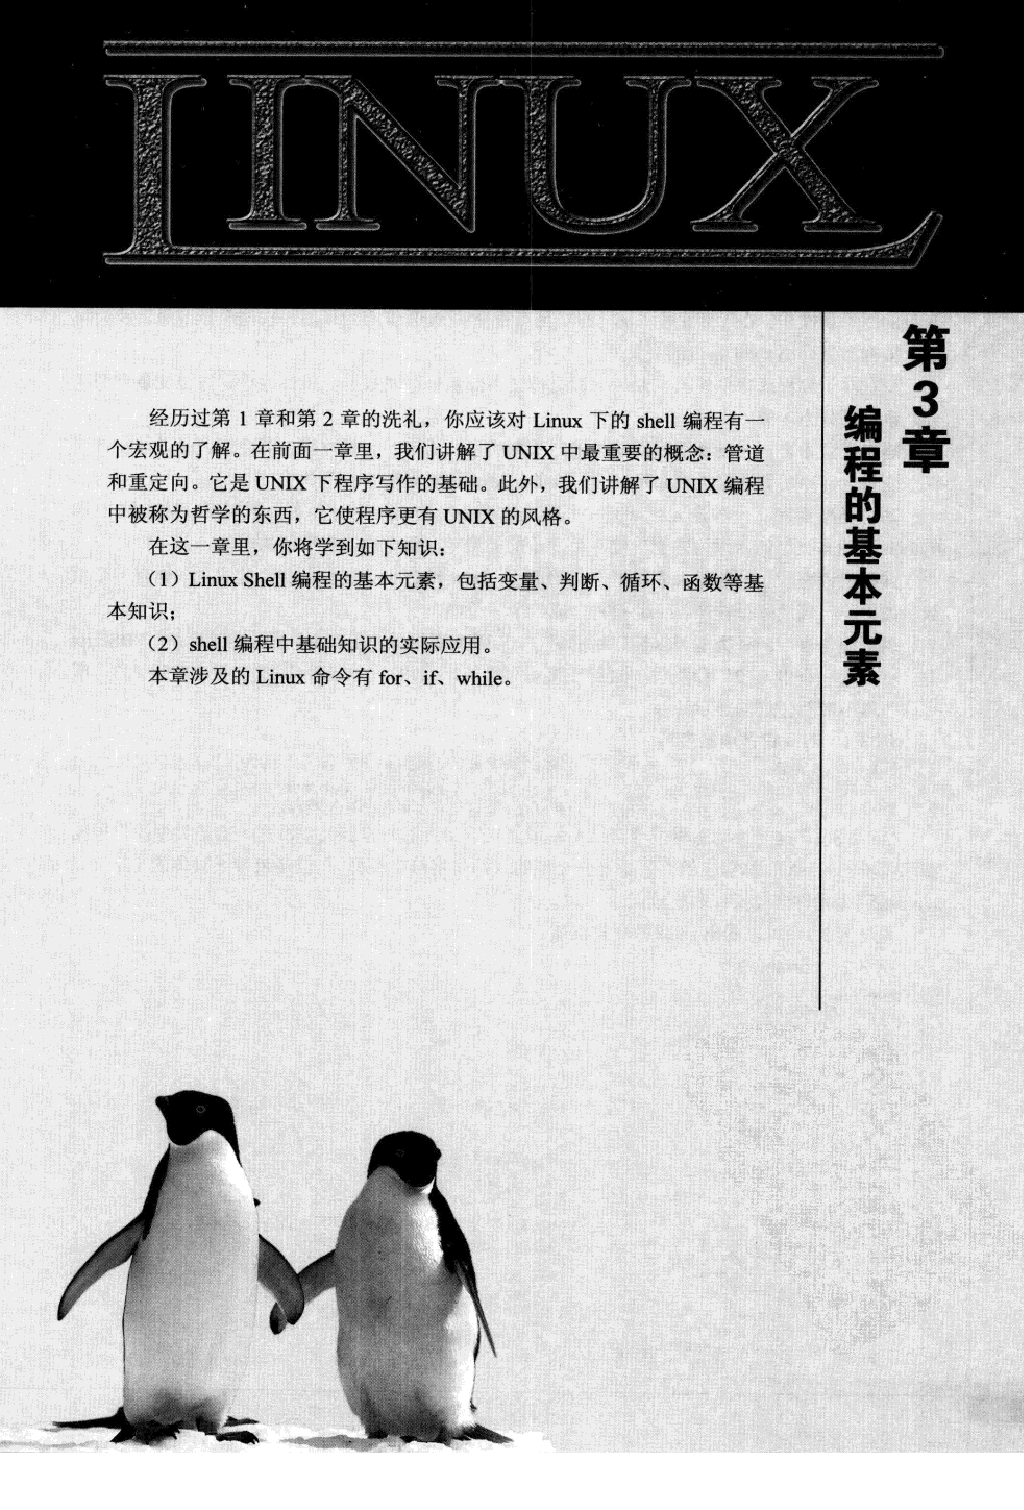 LINUX
第3章
编程的基本元素
经历过第 1 章和第 2 章的洗礼，你应该对 Linux 下的 shell 编程有一
个宏观的了解。在前面一章里，我们讲解了 UNIX 中最重要的概念：管道
和重定向。它是 UNIX 下程序写作的基础。此外，我们讲解了 UNIX 编程
中被称为哲学的东西，它使程序更有 UNIX 的风格。
在这一章里，你将学到如下知识：
（1）Linux Shell 编程的基本元素，包括变量、判断、循环、函数等基
本知识；
（2）shell 编程中基础知识的实际应用。
本章涉及的 Linux 命令有 for、if、while。